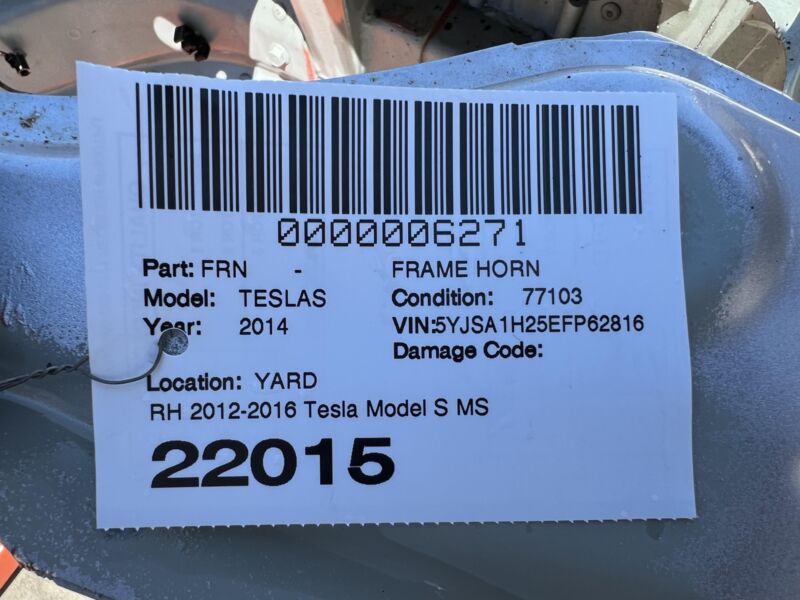 0000006271
Part: FRN - FRAME HORN
Model: TESLAS Condition: 77103
Year: 2014 VIN:5YJSA1H25EFP62816
Damage Code:
Location: YARD
RH 2012-2016 Tesla Model S MS
22015